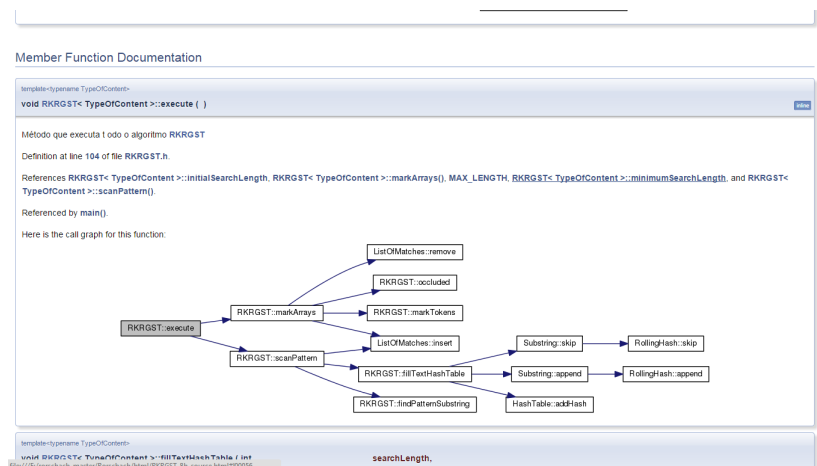 Member Function Documentation
template<typename TypeOfContent>
void RKRGST< TypeOfContent >::execute ( )
inline
Método que executa t odo o algoritmo RKRGST
Definition at line 104 of file RKRGST.h.
References RKRGST< TypeOfContent >::initialSearchLength, RKRGST< TypeOfContent >::markArrays(), MAX_LENGTH, RKRGST< TypeOfContent >::minimumSearchLength, and RKRGST<
TypeOfContent >::scanPattern().
Referenced by main().
Here is the call graph for this function:
ListOfMatches::remove
RKRGST::occluded
RKRGST::markArrays
RKRGST::markTokens
RKRGST::execute
ListOfMatches::insert
Substring::skip
RollingHash::skip
RKRGST::scanPattern
RKRGST::fillTextHashTable
Substring::append
RollingHash::append
RKRGST::findPatternSubstring
HashTable::addHash
template<typename TypeOfContent>
void RKRGST< TypeOfContent >::fillTextHashTable ( int searchLength,